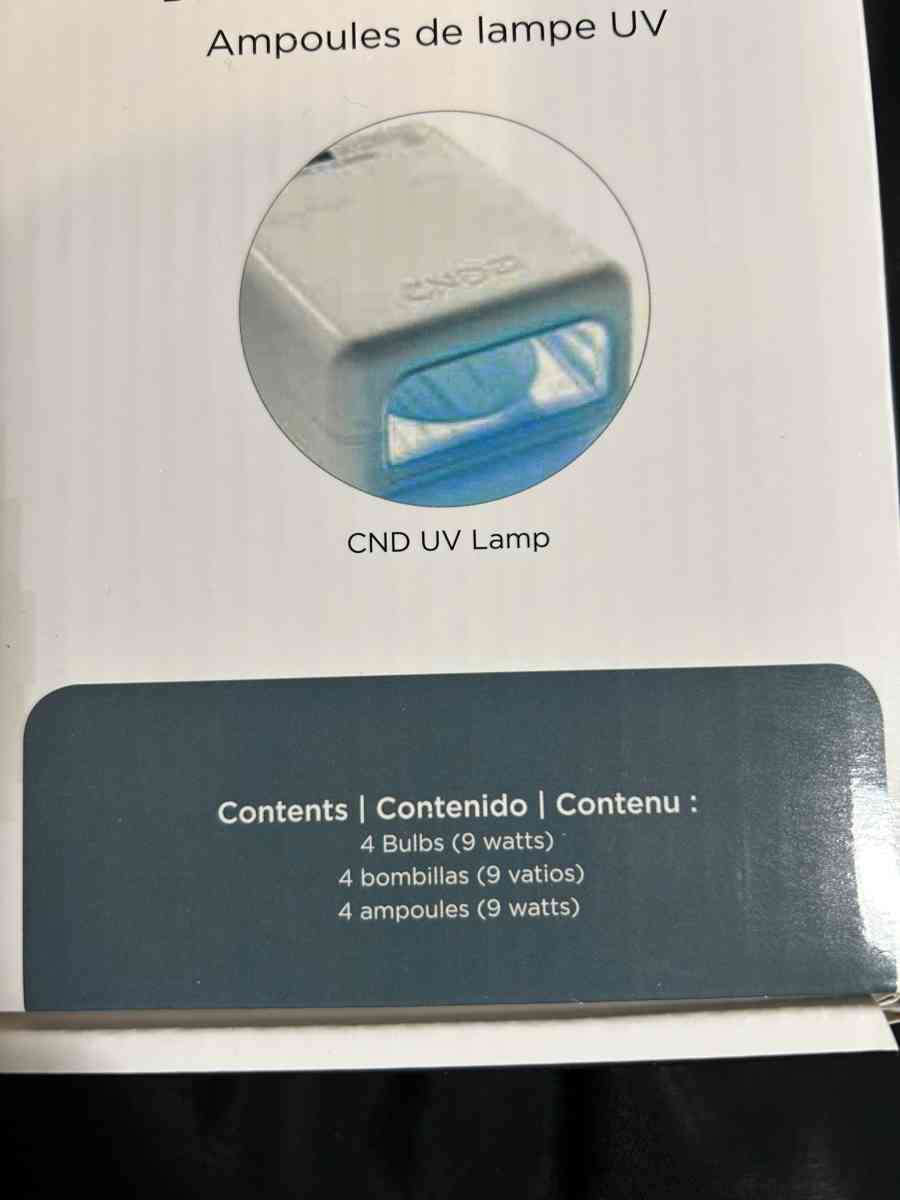 Ampoules de lampe UV
CND
CND UV Lamp
Contents | Contenido | Contenu :
4 Bulbs (9 watts)
4 bombillas (9 vatios)
4 ampoules (9 watts)